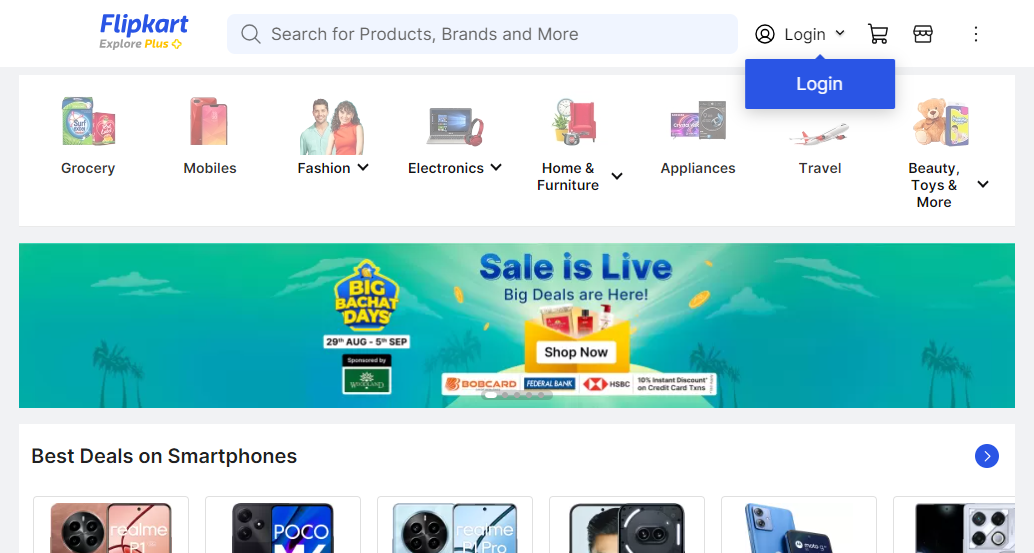 Flipkart
Explore Plus
Search for Products, Brands and More
Login
Login
Grocery
Mobiles
Fashion
Electronics
Home &
Furniture
Appliances
Travel
Beauty,
Toys &
More
Surf
excel
BIG
BACHAT
DAYS
29th AUG - 5th SEP
Sponsored by
Sale is Live
Big Deals are Here!
Shop Now
BOBCARD
FEDERAL BANK
HSBC
10% Instant Discount*
on Credit Card Txns
Best Deals on Smartphones
realme
P1
POCO
realme
P1 Pro